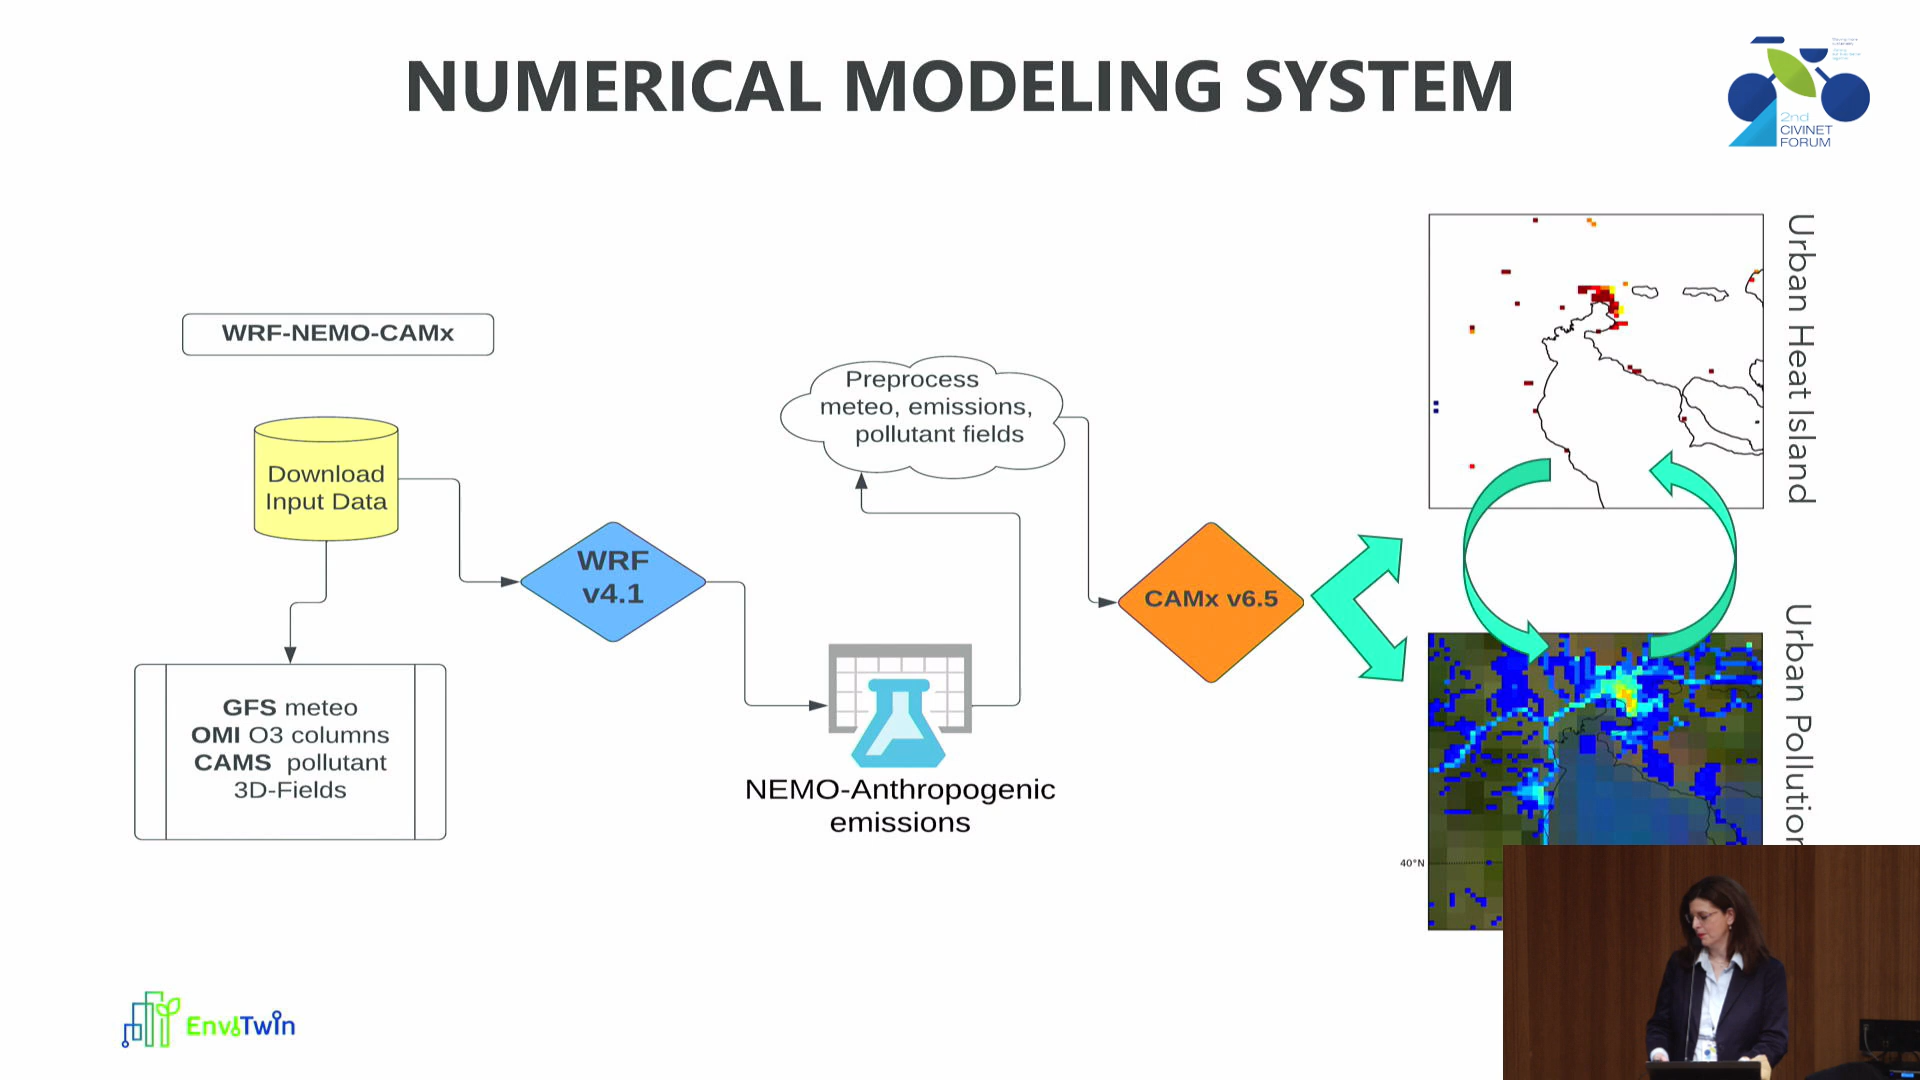 NUMERICAL MODELING SYSTEM
2nd
CIVINET
FORUM
WRF-NEMO-CAMx
Download
Input Data
GFS meteo
OMI O3 columns
CAMS pollutant
3D-Fields
WRF
v4.1
Preprocess
meteo, emissions,
pollutant fields
NEMO-Anthropogenic
emissions
CAMx v6.5
Urban Heat Island
Urban Pollution
40°N
EnviTwin